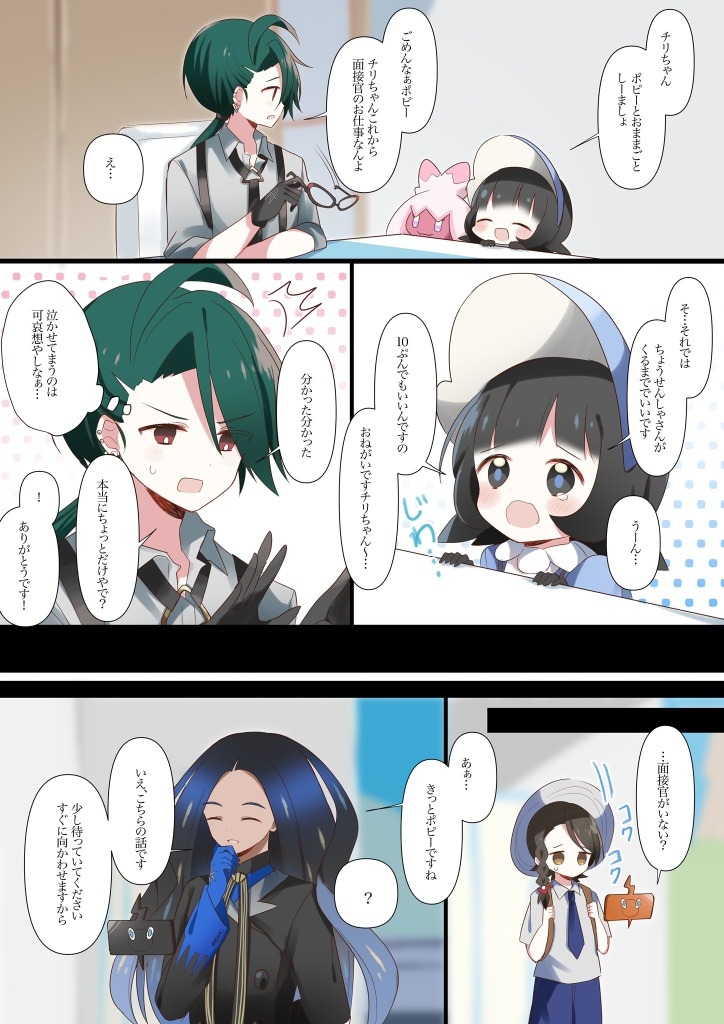 チリちゃん
ポピーとおままごと
しーましょ
ごめんなぁポピー
チリちゃんこれから
面接官のお仕事なんよ
え…
そ…それでは
ちょうせんしゃさんが
くるまででいいです
10ぷんでもいいんですの
おねがいですチリちゃん〜…
うーん…
じわ…
分かった分かった
泣かせてまうのは
可哀想やしなぁ…
本当にちょっとだけやで？
！
ありがとうです！
…面接官がいない？
コク
コク
あぁ…
きっとポピーですね
？
いえ、こちらの話です
少し待っていてください
すぐに向かわせますから